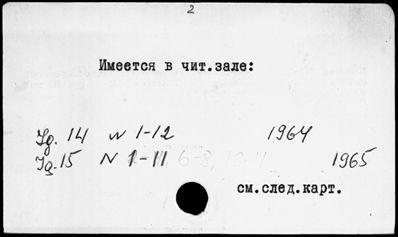 2
Имеется в чит.зале:
Jg. 14 N 1-12 1964
Jg. 15 N 1-11 1965
см.след.карт.